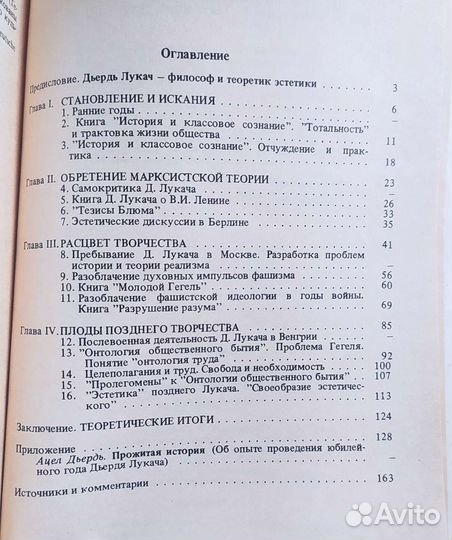 Оглавление
Предисловие. Дьердь Лукач – философ и теоретик эстетики 3
Глава I. СТАНОВЛЕНИЕ И ИСКАНИЯ 6
1. Ранние годы –
2. Книга "История и классовое сознание". "Тотальность"
и трактовка жизни общества 11
3. "История и классовое сознание". Отчуждение и прак-
тика 18
Глава II. ОБРЕТЕНИЕ МАРКСИСТСКОЙ ТЕОРИИ 23
4. Самокритика Д. Лукача –
5. Книга Д. Лукача о В.И. Ленине 26
6. "Тезисы Блюма" 33
7. Эстетические дискуссии в Берлине 35
Глава III. РАСЦВЕТ ТВОРЧЕСТВА 41
8. Пребывание Д. Лукача в Москве. Разработка проблем
истории и теории реализма –
9. Разоблачение духовных импульсов фашизма 56
10. Книга "Молодой Гегель" 60
11. Разоблачение фашистской идеологии в годы войны.
Книга "Разрушение разума" 69
Глава IV. ПЛОДЫ ПОЗДНЕГО ТВОРЧЕСТВА 85
12. Послевоенная деятельность Д. Лукача в Венгрии –
13. "Онтология общественного бытия". Проблема Гегеля.
Понятие "онтология труда" 92
14. Целеполагания и труд. Свобода и необходимость 100
15. "Пролегомены" к "Онтологии общественного бытия" 107
16. "Эстетика" позднего Лукача. "Своеобразие эстетичес-
кого" 113
Заключение. ТЕОРЕТИЧЕСКИЕ ИТОГИ 124
Приложение 128
Ацел Дьердь. Прожитая история (Об опыте проведения юбилей-
ного года Дьердя Лукача) –
Источники и комментарии 163
Avito